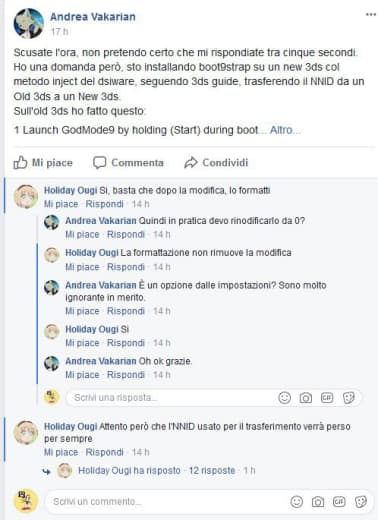 Andrea Vakarian
17 h
Scusate l'ora, non pretendo certo che mi rispondiate tra cinque secondi.
Ho una domanda però, sto installando boot9strap su un new 3ds col
metodo inject del dsiware, seguendo 3ds guide, trasferendo il NNID da un
Old 3ds a un New 3ds.
Sull'old 3ds ho fatto questo:
1 Launch GodMode9 by holding (Start) during boot... Altro...
Mi piace Commenta Condividi
Holiday Ougi Si, basta che dopo la modifica, lo formatti
Mi piace · Rispondi · 14 h
Andrea Vakarian Quindi in pratica devo rinodificarlo da 0?
Mi piace · Rispondi · 14 h
Holiday Ougi La formattazione non rimuove la modifica
Mi piace · Rispondi · 14 h
Andrea Vakarian È un opzione dalle impostazioni? Sono molto
ignorante in merito.
Mi piace · Rispondi · 14 h
Holiday Ougi Si
Mi piace · Rispondi · 14 h
Andrea Vakarian Oh ok grazie.
Mi piace · Rispondi · 14 h
Scrivi una risposta... GIF
Holiday Ougi Attento però che l'NNID usato per il trasferimento verrà perso
per sempre
Mi piace · Rispondi · 14 h
Holiday Ougi ha risposto · 12 risposte · 1 h
Scrivi un commento... GIF